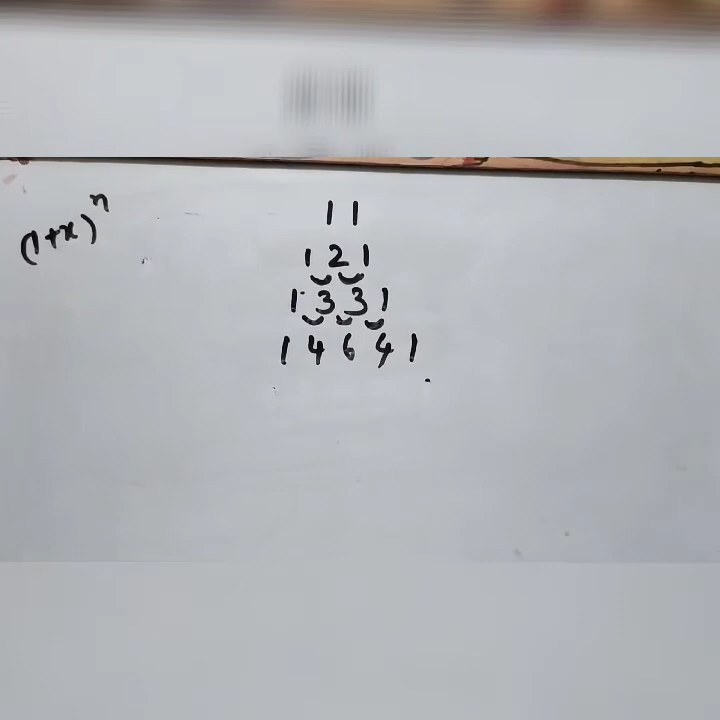 (1+x)^n
1 1
1 2 1
1 3 3 1
1 4 6 4 1